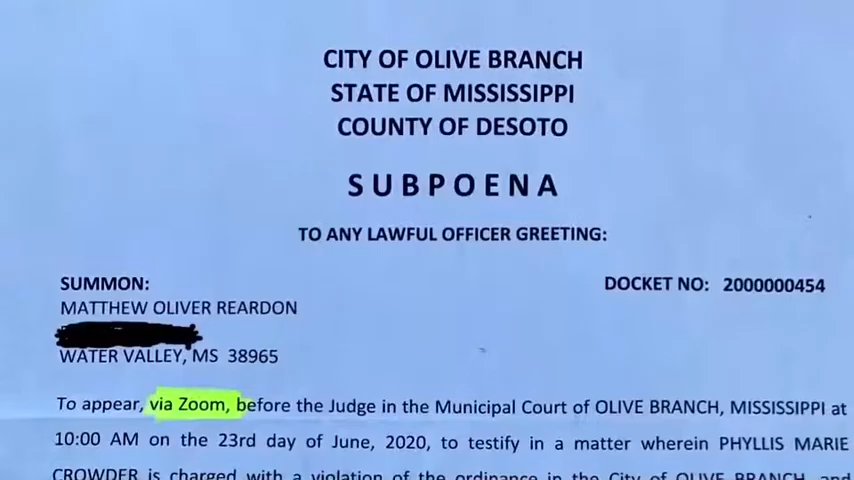 CITY OF OLIVE BRANCH
STATE OF MISSISSIPPI
COUNTY OF DESOTO
SUBPOENA
TO ANY LAWFUL OFFICER GREETING:
SUMMON:
DOCKET NO: 2000000454
MATTHEW OLIVER REARDON
WATER VALLEY, MS 38965
To appear, via Zoom, before the Judge in the Municipal Court of OLIVE BRANCH, MISSISSIPPI at
10:00 AM on the 23rd day of June, 2020, to testify in a matter wherein PHYLLIS MARIE
CROWDER is charged with a violation of the ordinance in the City of OLIVE BRANCH, and